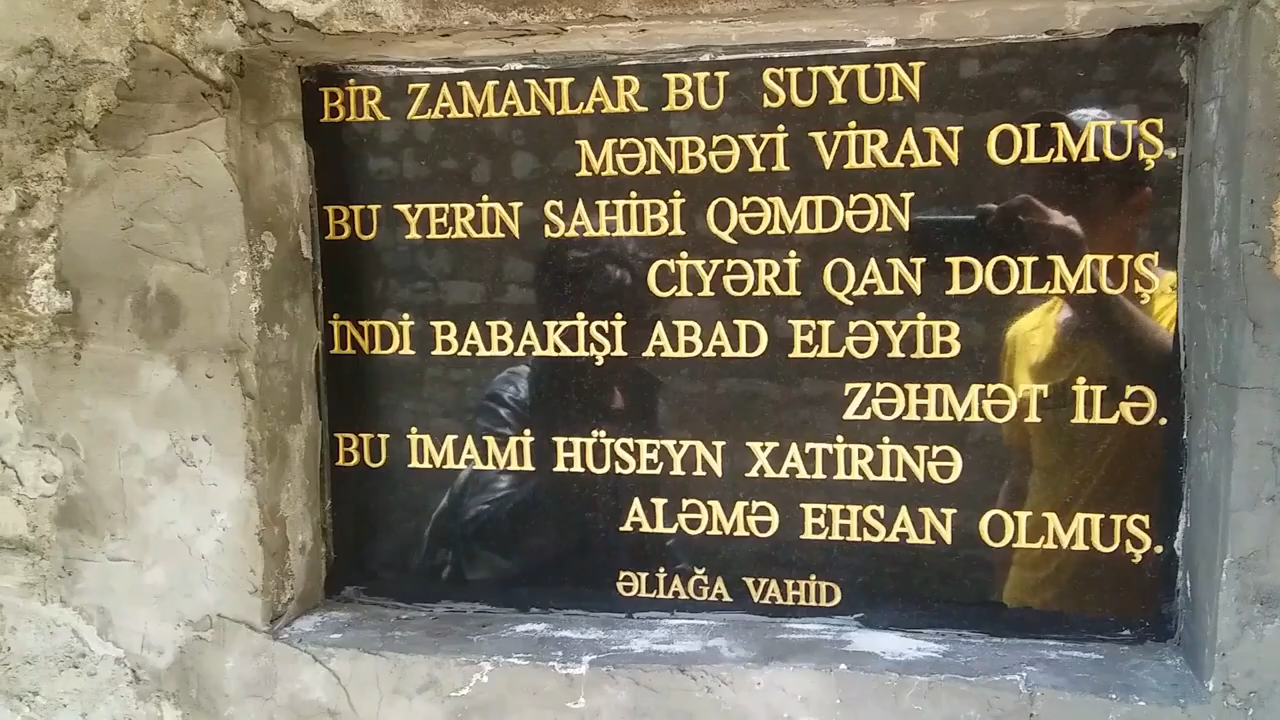 BİR ZAMANLAR BU SUYUN
MƏNBƏYİ VİRAN OLMUŞ.
BU YERİN SAHİBİ QƏMDƏN
CİYƏRİ QAN DOLMUŞ.
İNDİ BABAKİŞİ ABAD ELƏYİB
ZƏHMƏT İLƏ.
BU İMAMİ HÜSEYN XATİRİNƏ
ALƏMƏ EHSAN OLMUŞ.
ƏLİAĞA VAHİD